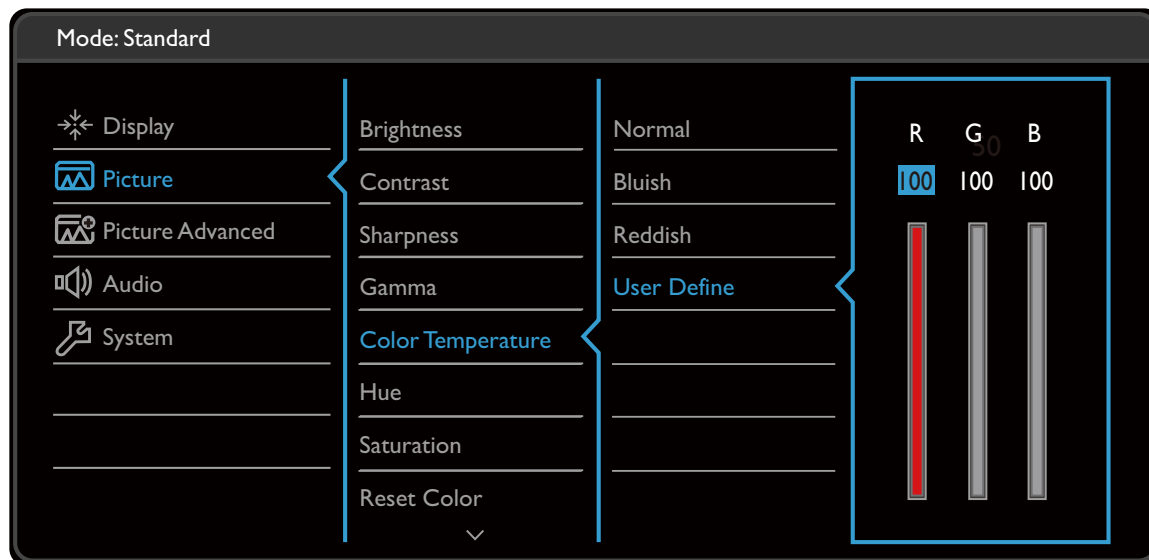 Mode: Standard
Display
Picture
Picture Advanced
Audio
System
Brightness
Contrast
Sharpness
Gamma
Color Temperature
Hue
Saturation
Reset Color
Normal
Bluish
Reddish
User Define
R G B
50
100 100 100